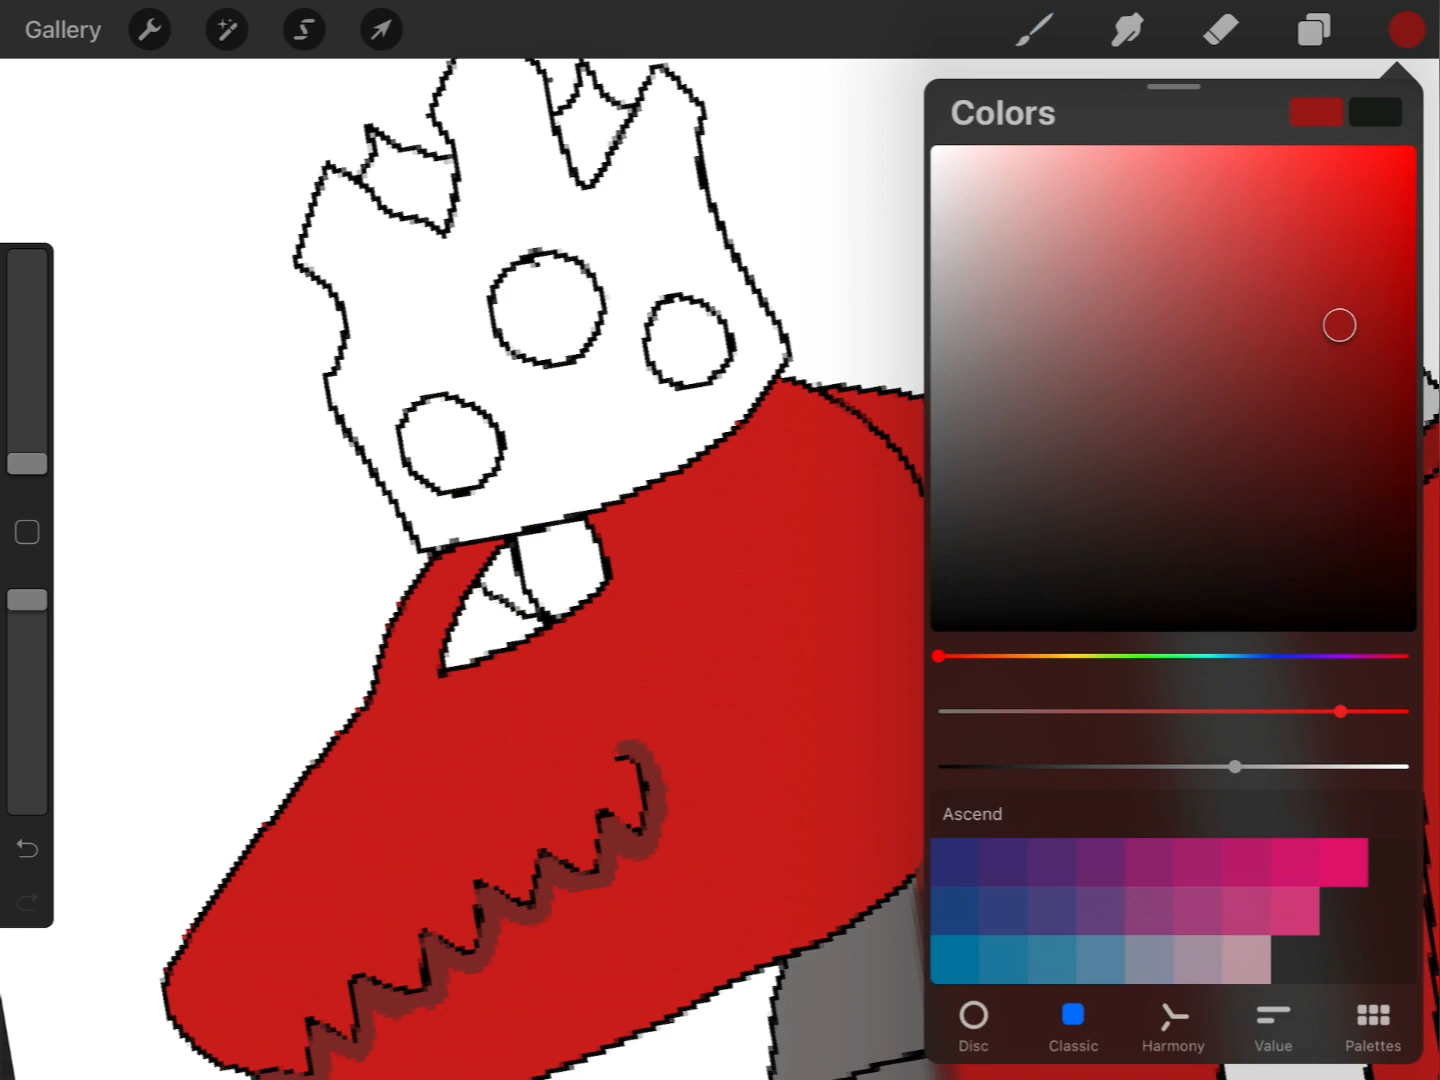 Gallery
Colors
Ascend
Disc
Classic
Harmony
Value
Palettes